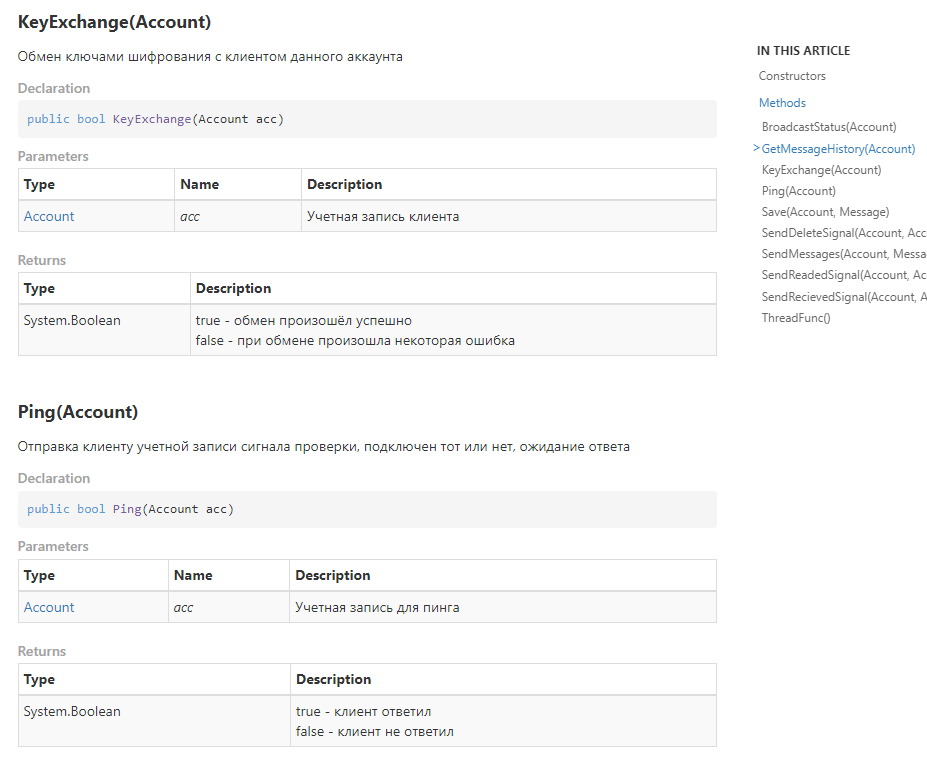 KeyExchange(Account)
Обмен ключами шифрования с клиентом данного аккаунта
Declaration
public bool KeyExchange(Account acc)
Parameters
Type Name Description
Account acc Учетная запись клиента
Returns
Type Description
System.Boolean true - обмен произошёл успешно
false - при обмене произошла некоторая ошибка
Ping(Account)
Отправка клиенту учетной записи сигнала проверки, подключен тот или нет, ожидание ответа
Declaration
public bool Ping(Account acc)
Parameters
Type Name Description
Account acc Учетная запись для пинга
Returns
Type Description
System.Boolean true - клиент ответил
false - клиент не ответил
IN THIS ARTICLE
Constructors
Methods
BroadcastStatus(Account)
>GetMessageHistory(Account)
KeyExchange(Account)
Ping(Account)
Save(Account, Message)
SendDeleteSignal(Account, Acc
SendMessages(Account, Messa
SendReadedSignal(Account, Ac
SendRecievedSignal(Account, A
ThreadFunc()